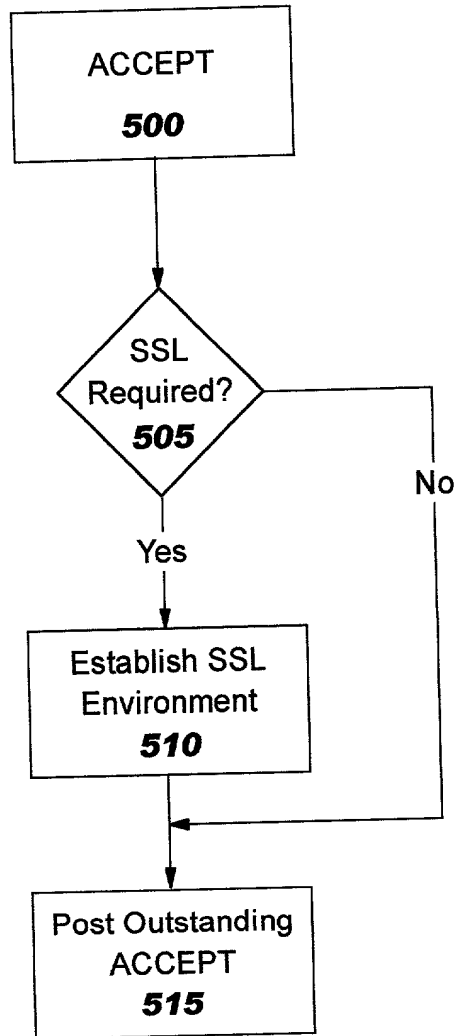 ACCEPT
500
SSL
Required?
505
No
Yes
Establish SSL
Environment
510
Post Outstanding
ACCEPT
515